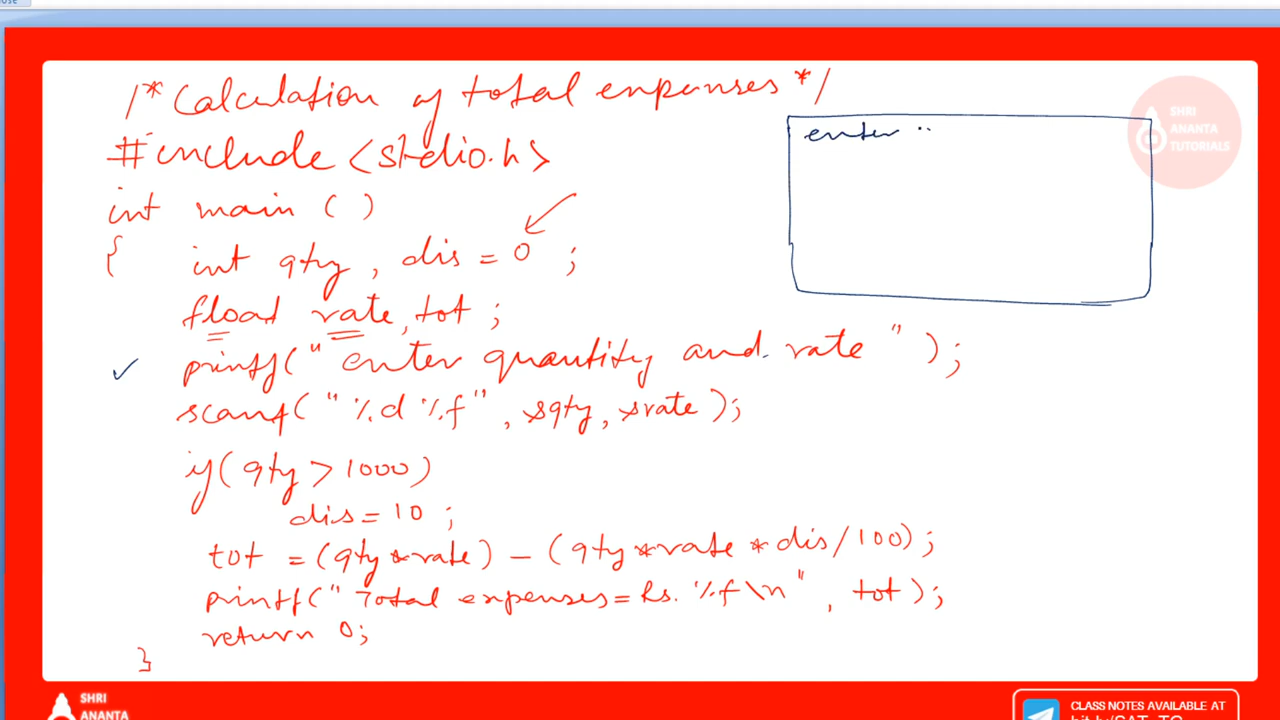 ose
/* Calculation of total expenses */
#include <stdio.h>
enter ..
SHRI
ANANTA
TUTORIALS
int main ( )
{ int qty, dis = 0 ;
float rate, tot ;
printf(" enter quantity and rate ");
scanf(" %d %f", &qty, &rate);
if(qty > 1000)
dis = 10 ;
tot = (qty * rate) - (qty * rate * dis / 100);
printf(" Total expenses = Rs. %f \n", tot);
return 0;
}
SHRI
ANANTA
CLASS NOTES AVAILABLE AT